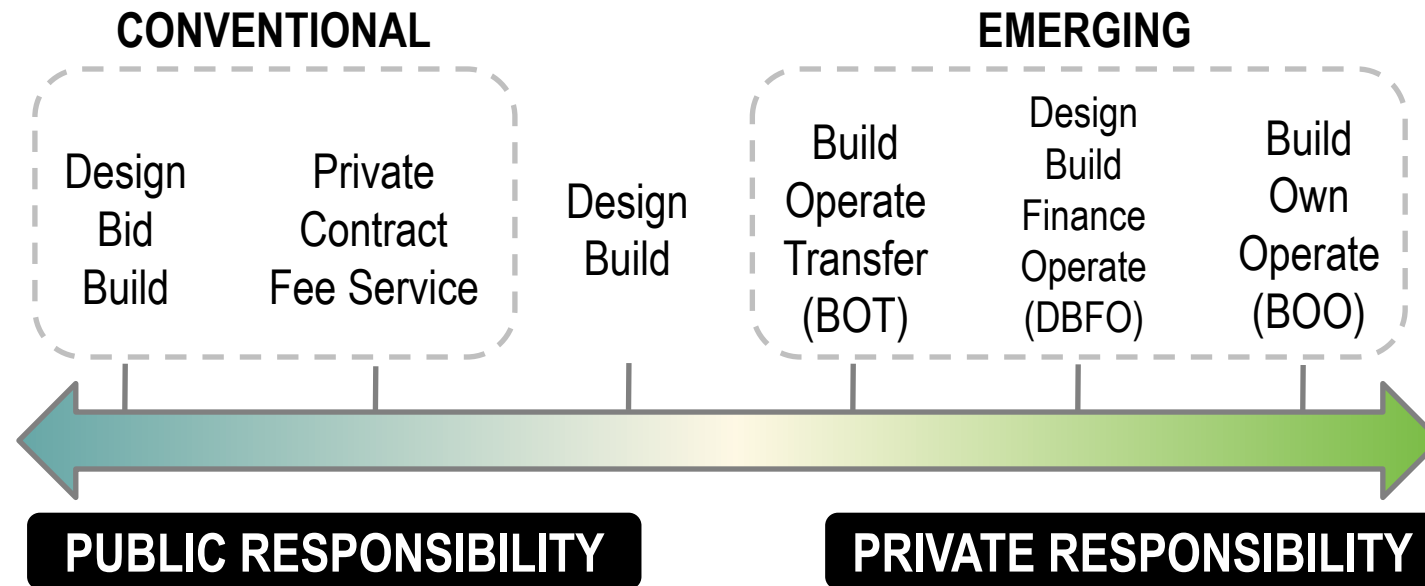 CONVENTIONAL
EMERGING
Design
Bid
Build
Private
Contract
Fee Service
Design
Build
Build
Operate
Transfer
(BOT)
Design
Build
Finance
Operate
(DBFO)
Build
Own
Operate
(BOO)
PUBLIC RESPONSIBILITY
PRIVATE RESPONSIBILITY